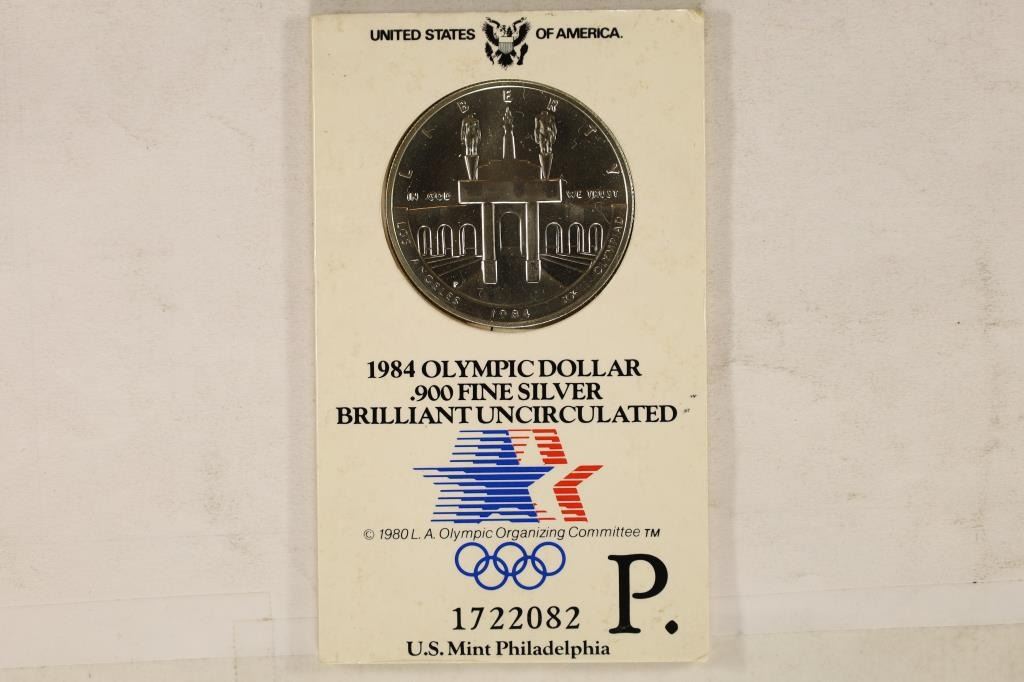 UNITED STATES OF AMERICA.
LIBERTY
IN GOD WE TRUST
LOS ANGELES XXIII OLYMPIAD
P
1984
1984 OLYMPIC DOLLAR
.900 FINE SILVER
BRILLIANT UNCIRCULATED
© 1980 L. A. Olympic Organizing Committee TM
P.
1722082
U.S. Mint Philadelphia